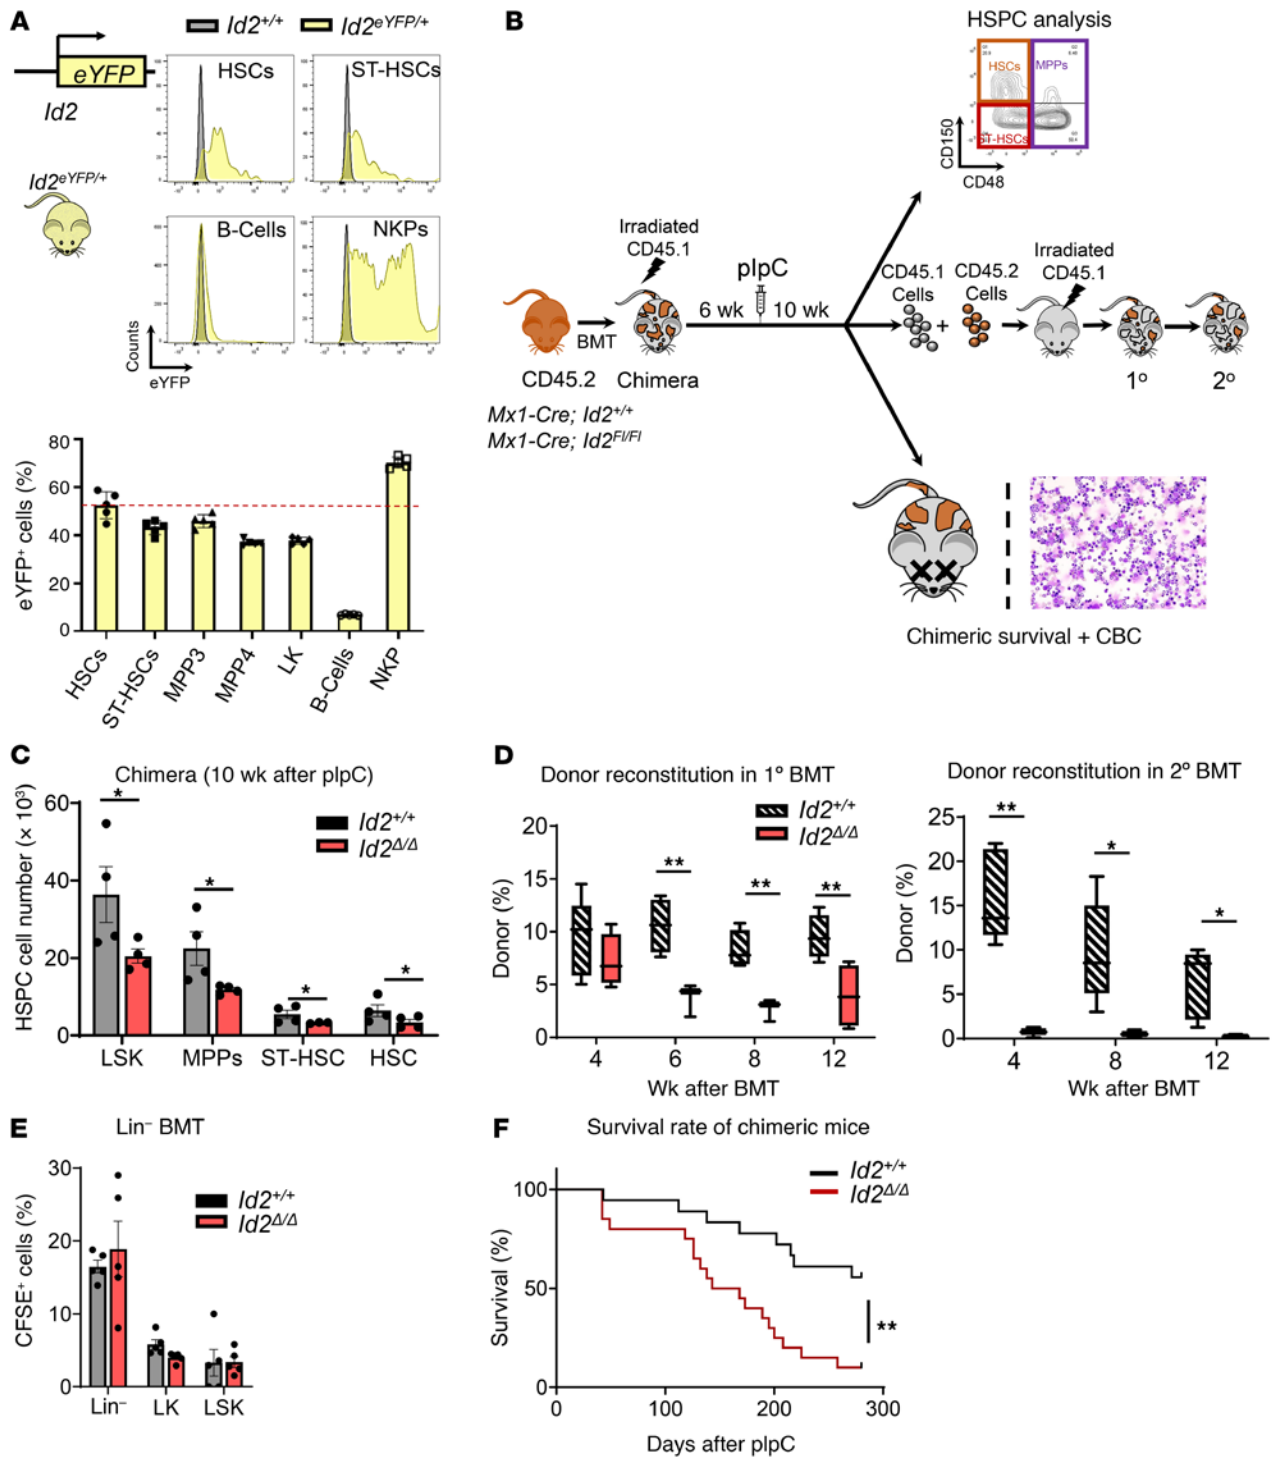 A
Id2+/+
Id2eYFP/+
eYFP
Id2
Id2eYFP/+
HSCs
ST-HSCs
B-Cells
NKPs
Counts
eYFP
eYFP+ cells (%)
80
60
40
20
0
HSCs
ST-HSCs
MPP3
MPP4
LK
B-Cells
NKP
B
HSPC analysis
HSCs
MPPs
ST-HSCs
CD150
CD48
Irradiated
CD45.1
pIpC
6 wk
10 wk
BMT
CD45.2
Chimera
Mx1-Cre; Id2+/+
Mx1-Cre; Id2Fl/Fl
CD45.1
Cells
+
CD45.2
Cells
Irradiated
CD45.1
1º
2º
Chimeric survival + CBC
C
Chimera (10 wk after pIpC)
Id2+/+
Id2Δ/Δ
HSPC cell number (× 10³)
60
40
20
0
*
*
*
*
LSK
MPPs
ST-HSC
HSC
D
Donor reconstitution in 1º BMT
Id2+/+
Id2Δ/Δ
Donor (%)
20
15
10
5
0
**
**
**
4
6
8
12
Wk after BMT
Donor reconstitution in 2º BMT
Donor (%)
25
20
15
10
5
0
**
*
*
4
8
12
Wk after BMT
E
Lin– BMT
Id2+/+
Id2Δ/Δ
CFSE+ cells (%)
30
20
10
0
Lin–
LK
LSK
F
Survival rate of chimeric mice
Id2+/+
Id2Δ/Δ
Survival (%)
100
50
0
**
0
100
200
300
Days after pIpC